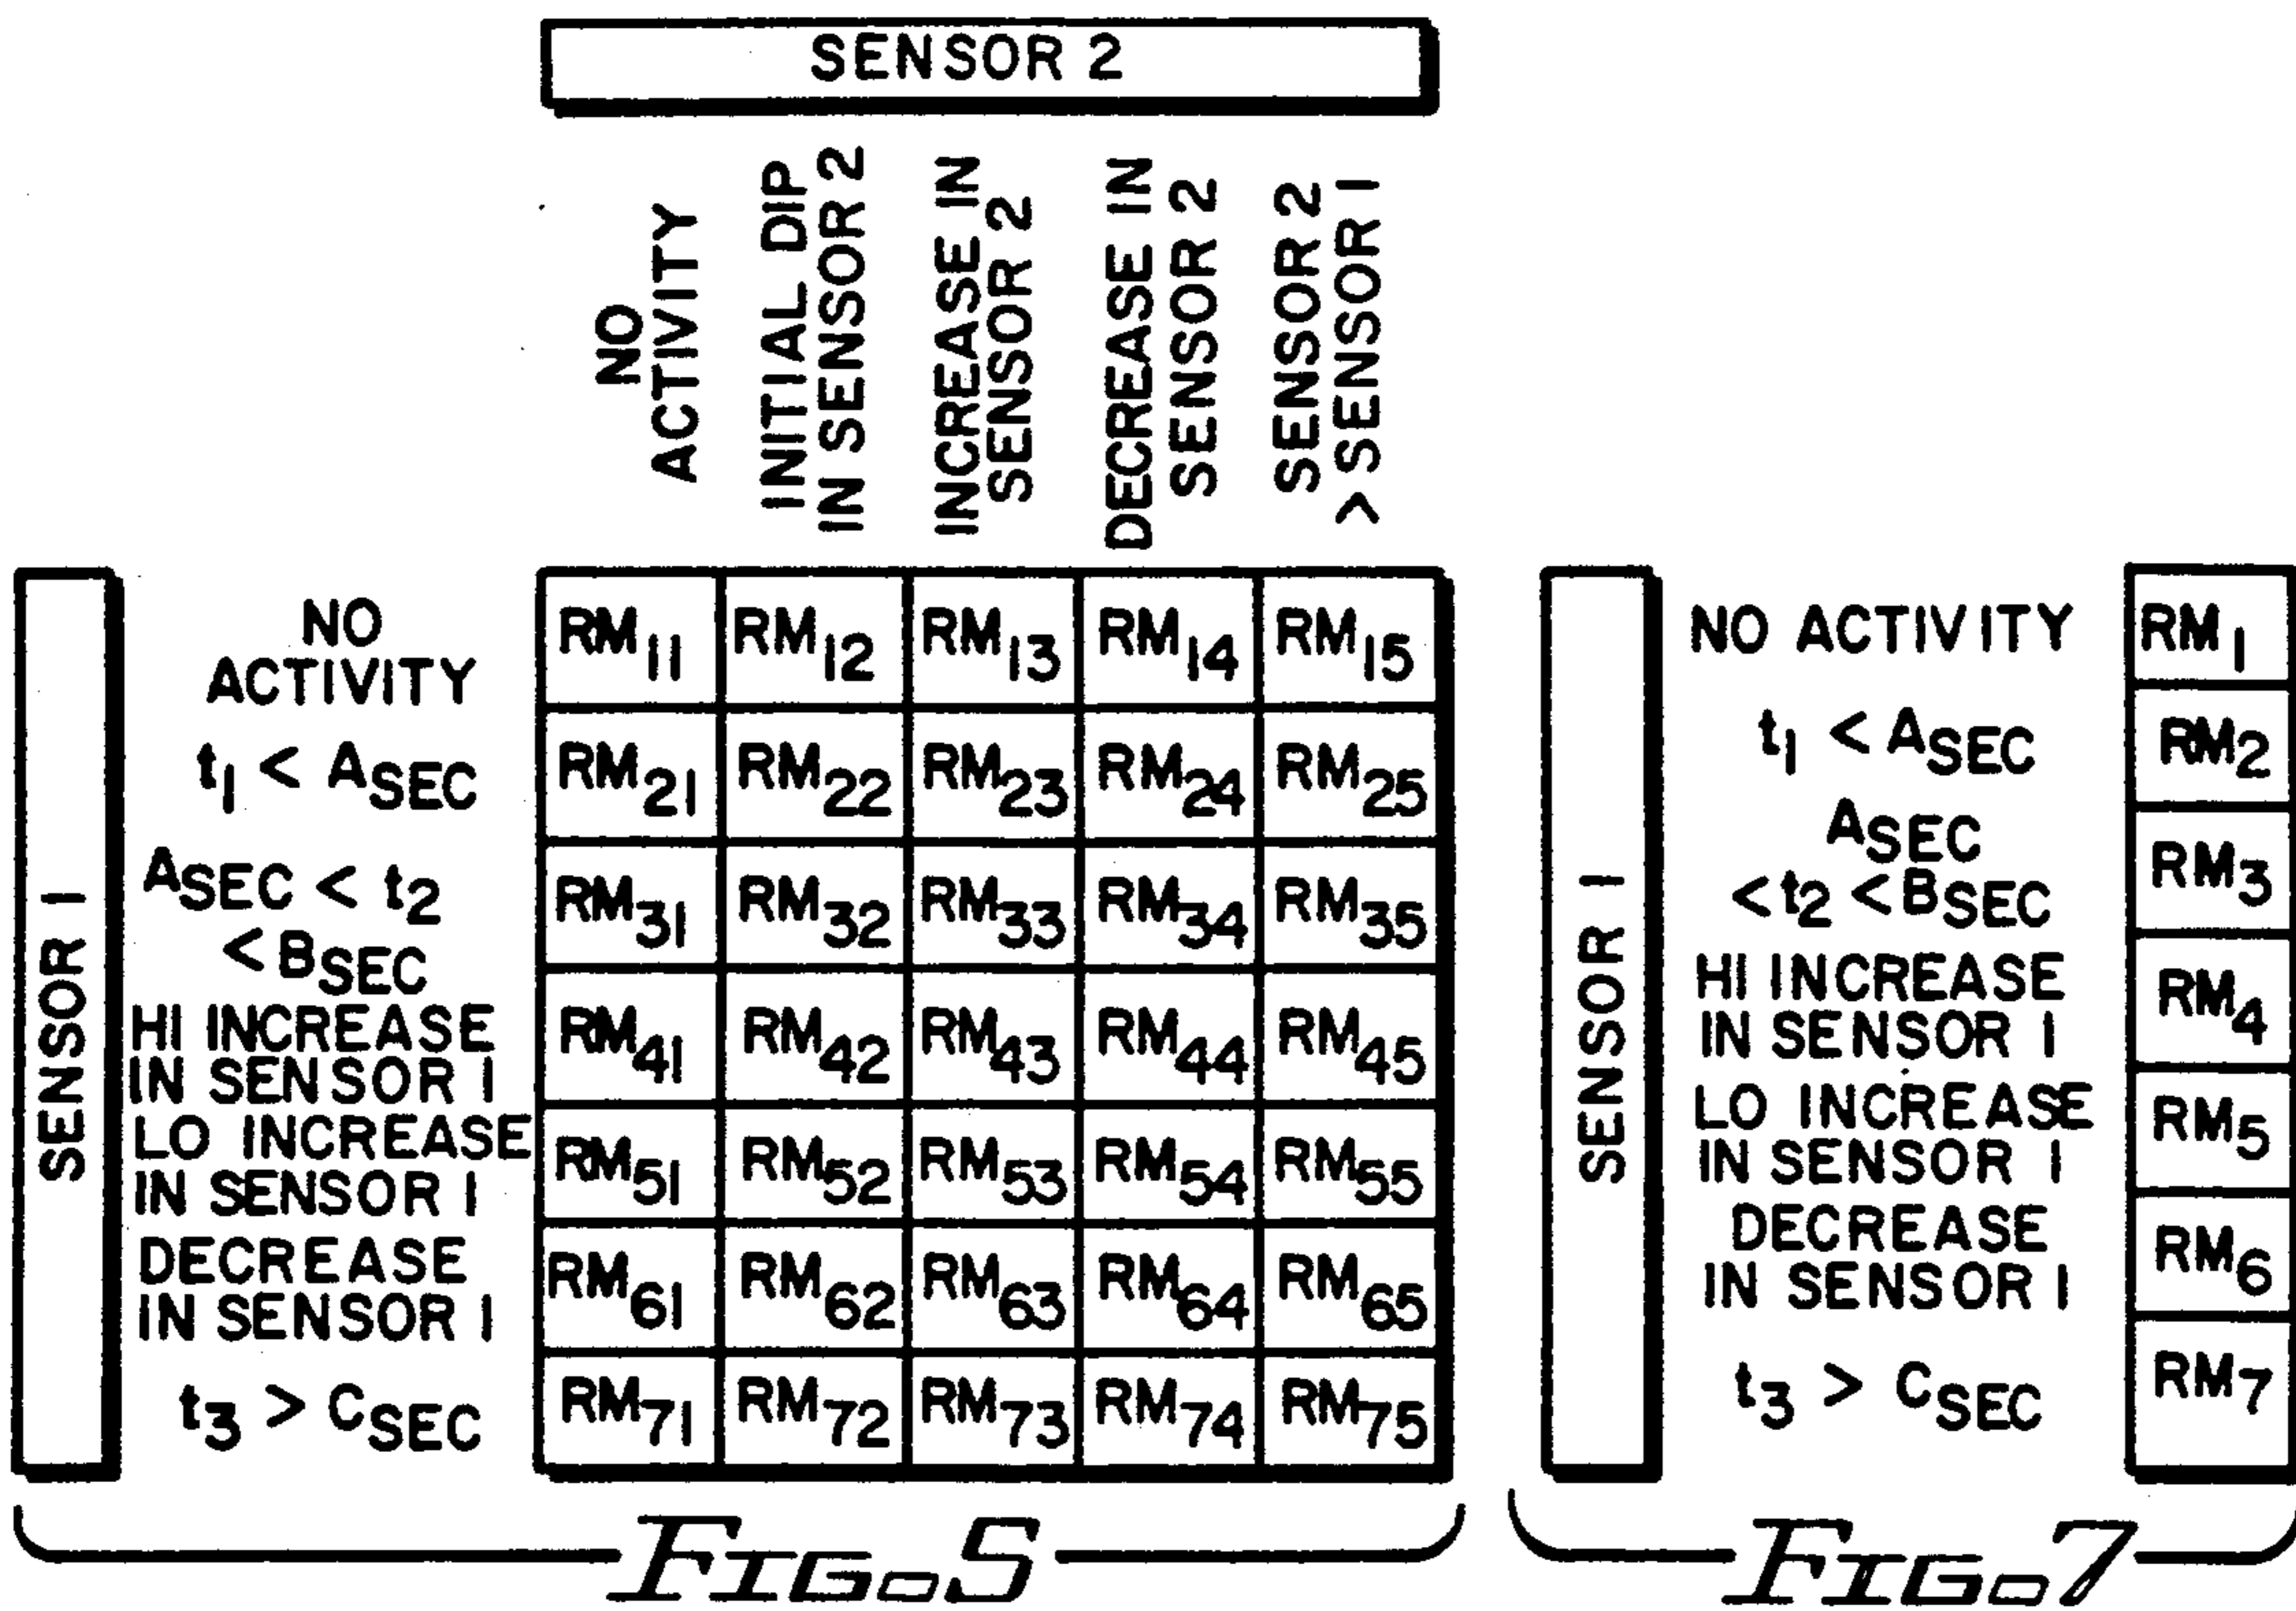 SENSOR 2
NO
ACTIVITY
INITIAL DIP
IN SENSOR 2
INCREASE IN
SENSOR 2
DECREASE IN
SENSOR 2
SENSOR 2
> SENSOR 1
SENSOR 1
NO
ACTIVITY
RM11 RM12 RM13 RM14 RM15
t1 < ASEC
RM21 RM22 RM23 RM24 RM25
ASEC < t2
< BSEC
RM31 RM32 RM33 RM34 RM35
HI INCREASE
IN SENSOR 1
RM41 RM42 RM43 RM44 RM45
LO INCREASE
IN SENSOR 1
RM51 RM52 RM53 RM54 RM55
DECREASE
IN SENSOR 1
RM61 RM62 RM63 RM64 RM65
t3 > CSEC
RM71 RM72 RM73 RM74 RM75
FIG. 5
SENSOR 1
NO ACTIVITY
RM1
t1 < ASEC
RM2
ASEC
< t2 < BSEC
RM3
HI INCREASE
IN SENSOR 1
RM4
LO INCREASE
IN SENSOR 1
RM5
DECREASE
IN SENSOR 1
RM6
t3 > CSEC
RM7
FIG. 7